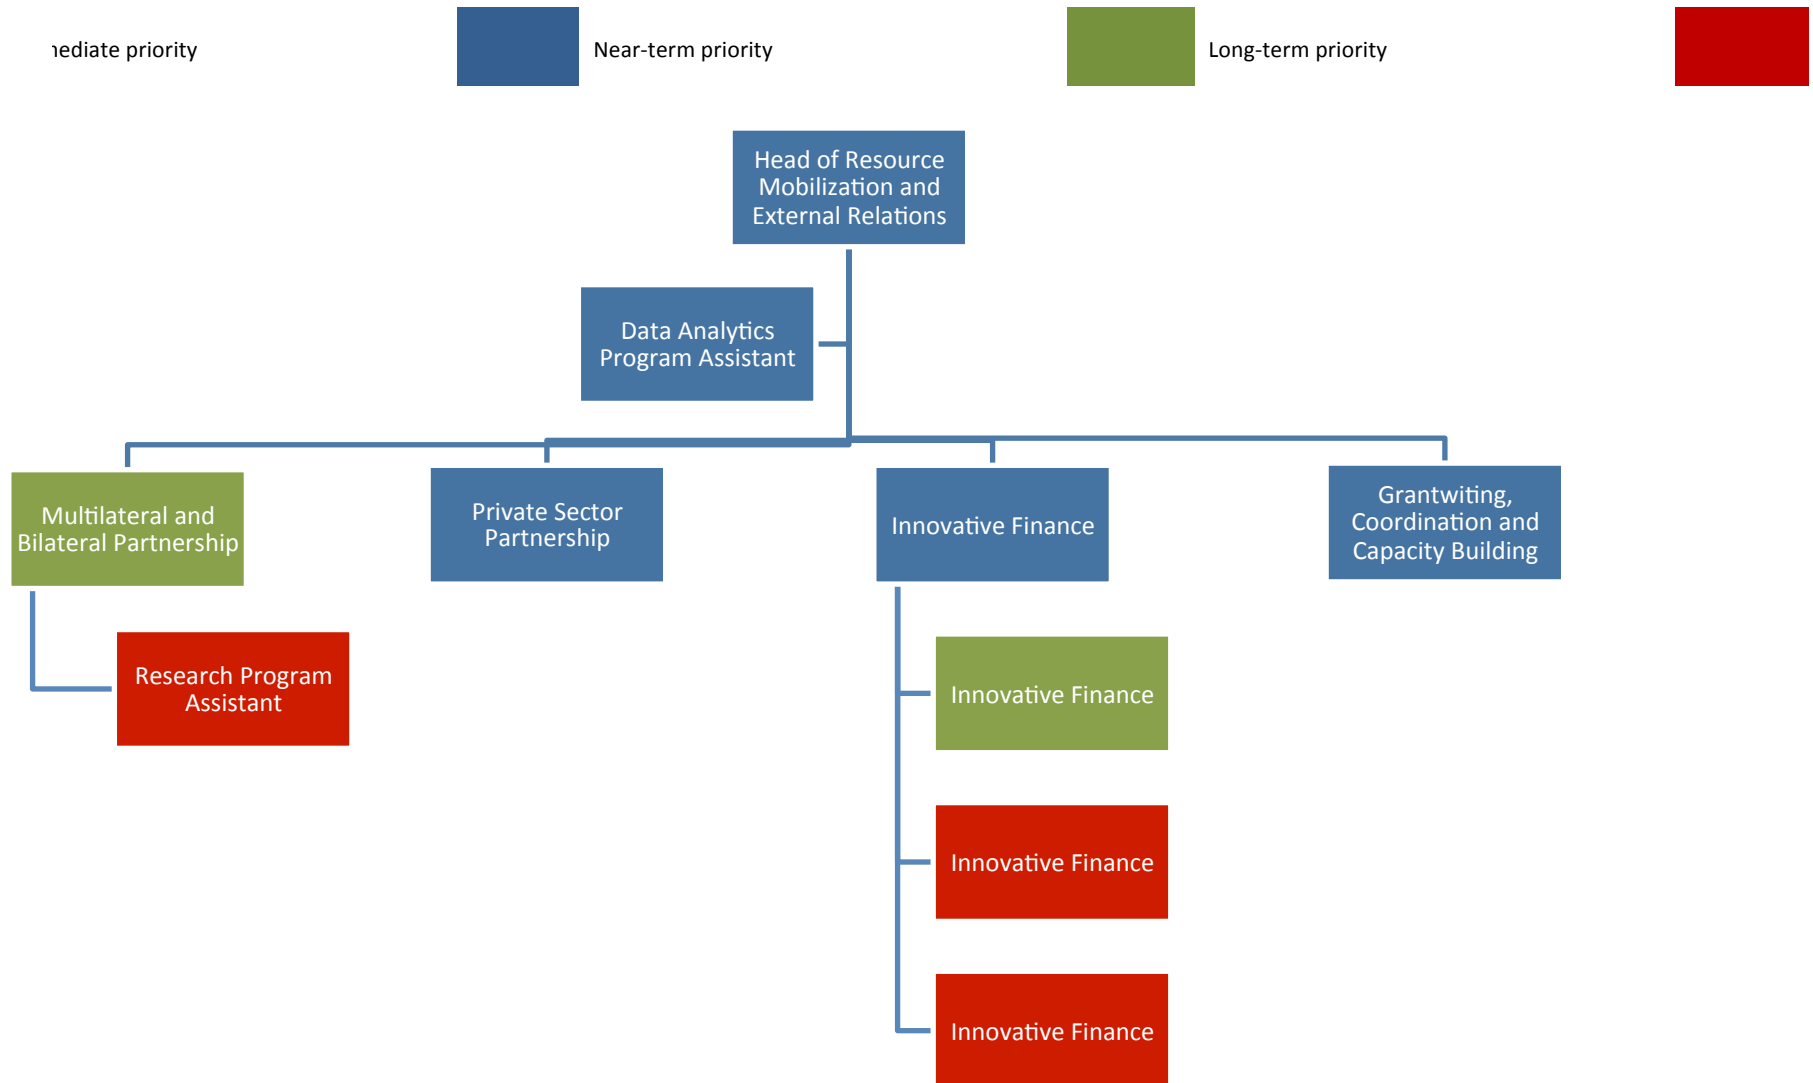 priority
Near-term priority
Long-term priority
Head of Resource
Mobilization and
External Relations
Data Analytics
Program Assistant
Multilateral and
Bilateral Partnership
Private Sector
Partnership
Innovative Finance
Grantwiting,
Coordination and
Capacity Building
Research Program
Assistant
Innovative Finance
Innovative Finance
Innovative Finance